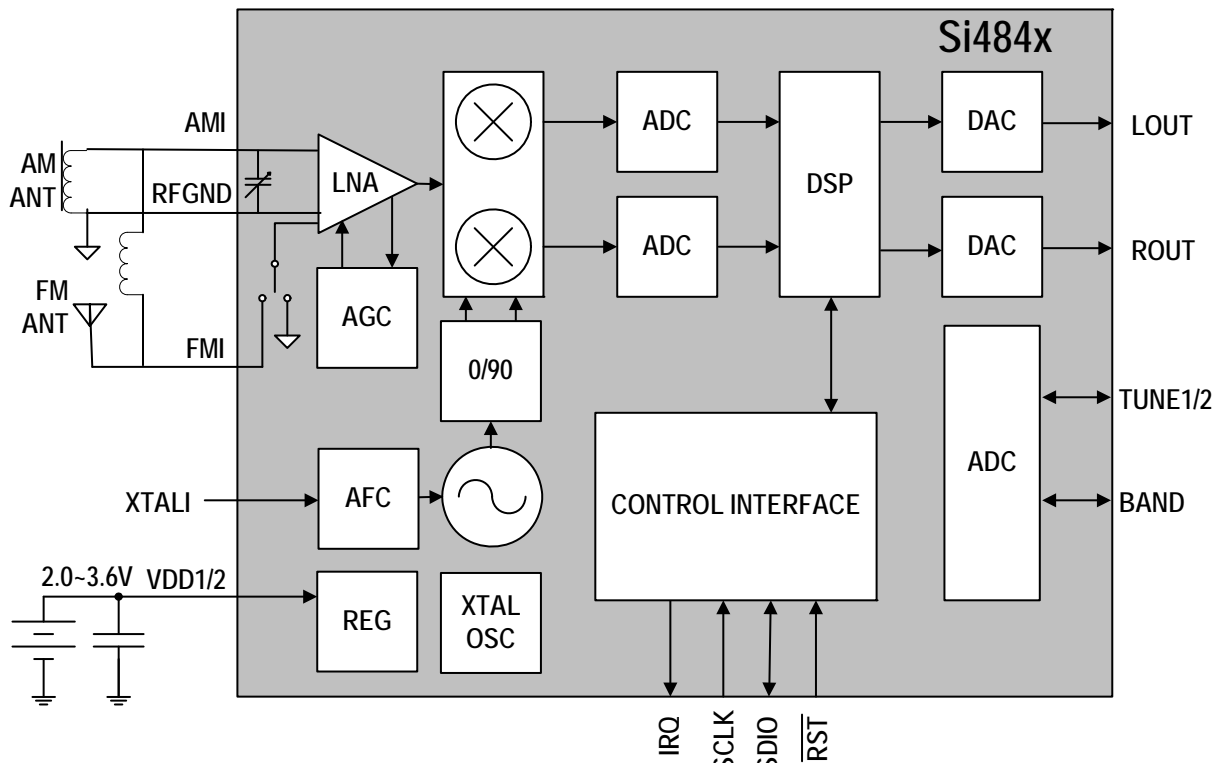 Si484x
AMI
AM
ANT
RFGND
LNA
ADC
DAC
LOUT
DSP
ADC
DAC
ROUT
FM
ANT
FMI
AGC
0/90
ADC
TUNE1/2
BAND
XTALI
AFC
CONTROL INTERFACE
2.0~3.6V
VDD1/2
REG
XTAL
OSC
IRQ
SCLK
SDIO
RST